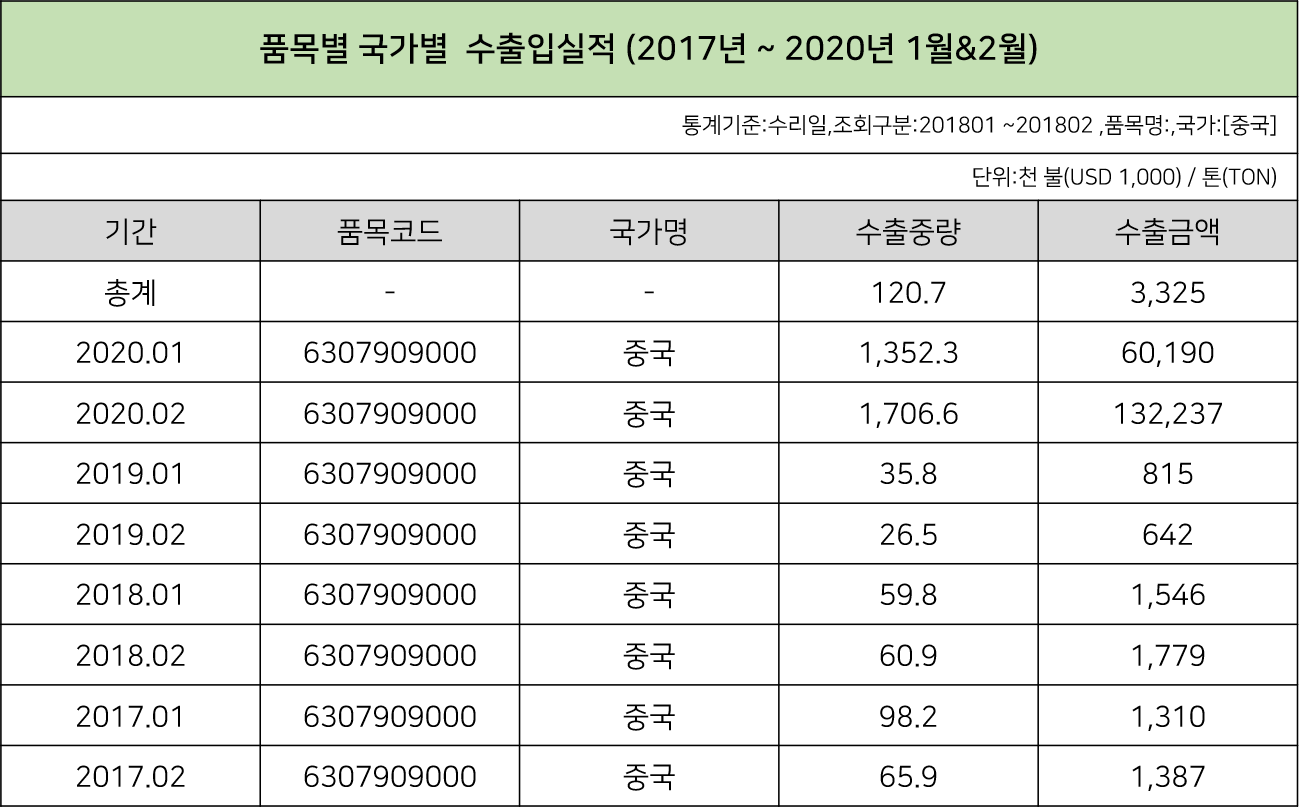 품목별 국가별  수출입실적 (2017년 ~ 2020년 1월&2월)
통계기준:수리일,조회구분:201801 ~201802 ,품목명:,국가:[중국]
단위:천 불(USD 1,000) / 톤(TON)
기간 품목코드 국가명 수출중량 수출금액
총계 - - 120.7 3,325
2020.01 6307909000 중국 1,352.3 60,190
2020.02 6307909000 중국 1,706.6 132,237
2019.01 6307909000 중국 35.8 815
2019.02 6307909000 중국 26.5 642
2018.01 6307909000 중국 59.8 1,546
2018.02 6307909000 중국 60.9 1,779
2017.01 6307909000 중국 98.2 1,310
2017.02 6307909000 중국 65.9 1,387